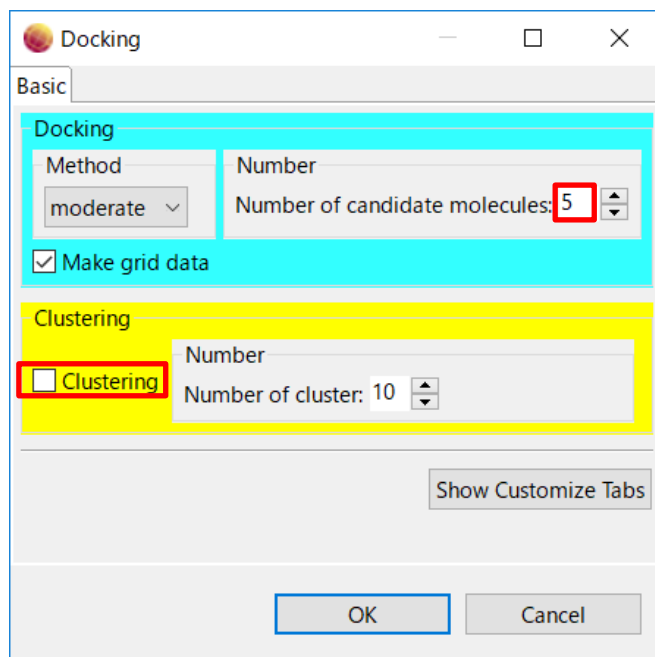 Docking
Basic
Docking
Method
moderate
Number
Number of candidate molecules: 5
Make grid data
Clustering
Clustering
Number
Number of cluster: 10
Show Customize Tabs
OK
Cancel